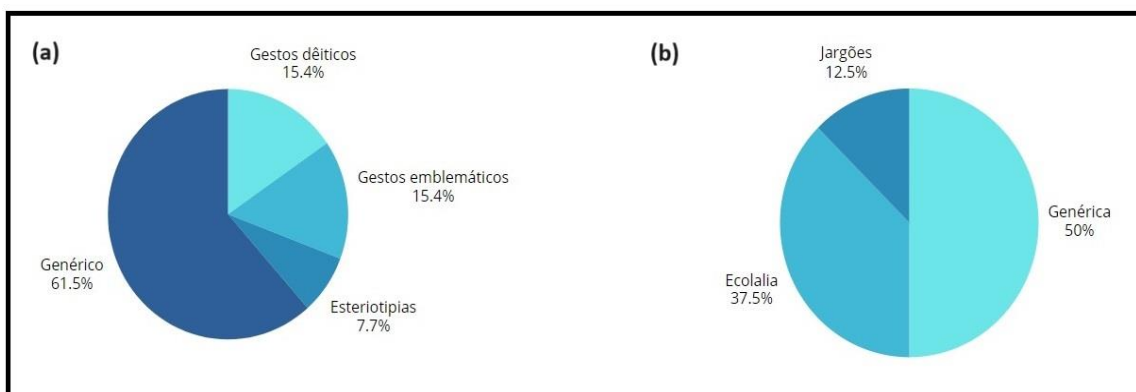 (a)
Gestos dêiticos
15.4%
Gestos emblemáticos
15.4%
Genérico
61.5%
Esteriotipias
7.7%
(b)
Jargões
12.5%
Genérica
50%
Ecolalia
37.5%